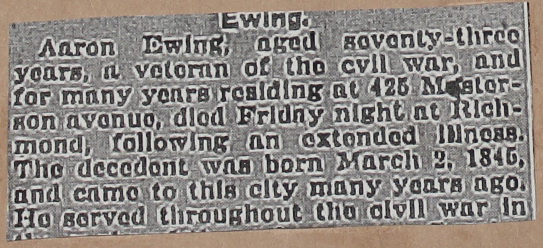 Ewing.
Aaron Ewing, aged seventy-three
years, a veteran of the cvil war, and
for many years residing at 425 Master-
son avenue, died Friday night at Rich-
mond, following an extended illness.
The decedent was born March 2, 1845,
and came to this city many years ago.
He served throughout the civil war in